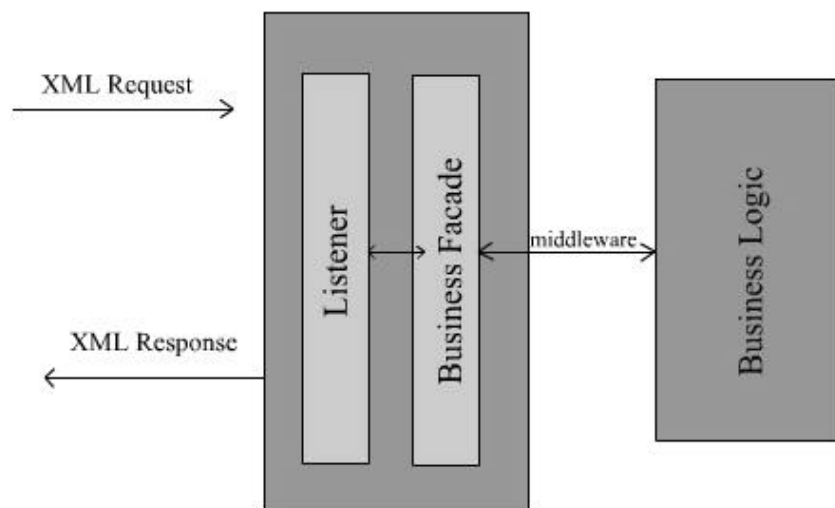 XML Request
Listener
Business Facade
middleware
Business Logic
XML Response